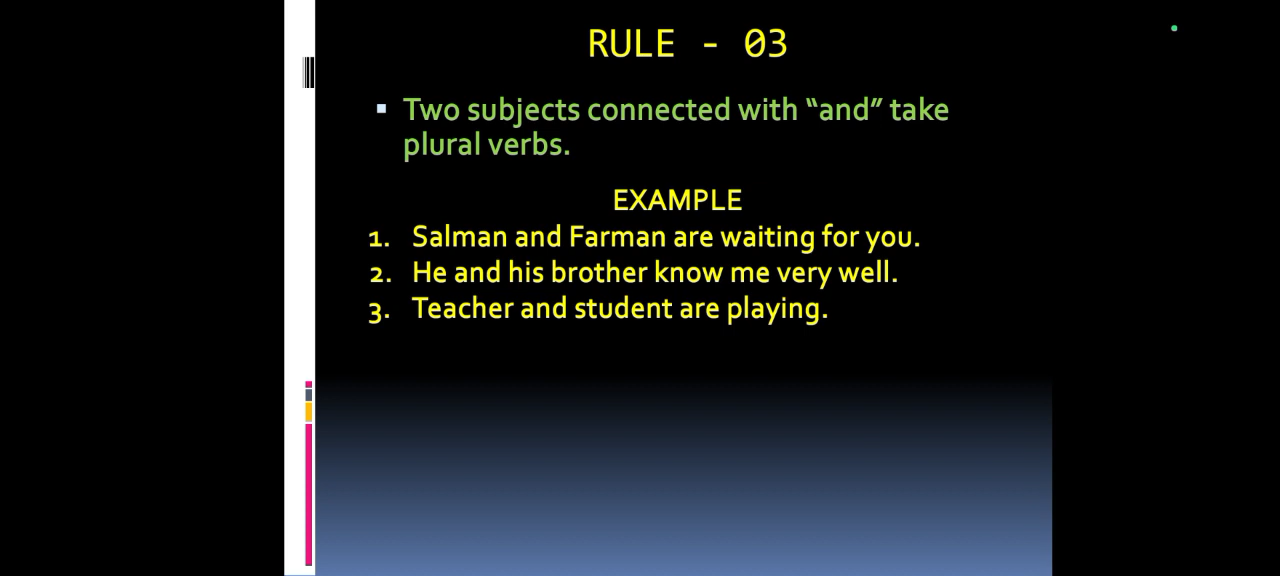 RULE - 03
Two subjects connected with “and” take
plural verbs.
EXAMPLE
1. Salman and Farman are waiting for you.
2. He and his brother know me very well.
3. Teacher and student are playing.